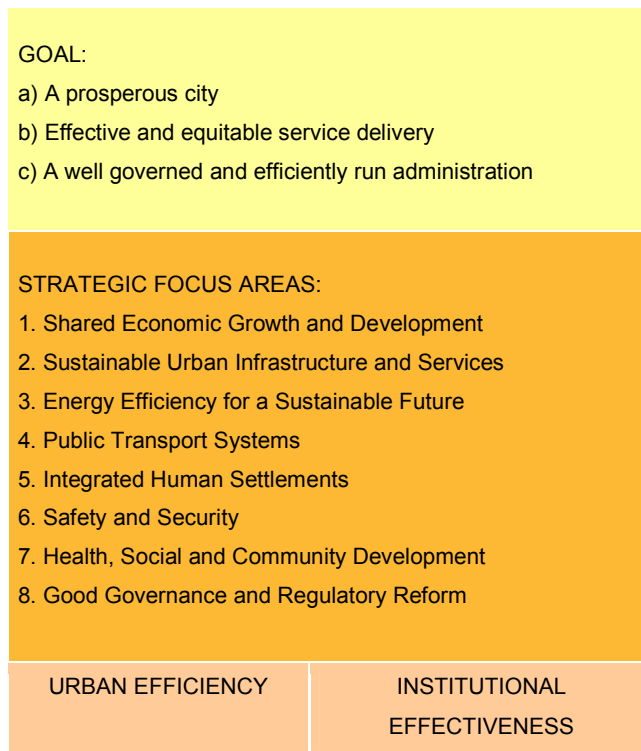 GOAL:
a) A prosperous city
b) Effective and equitable service delivery
c) A well governed and efficiently run administration
STRATEGIC FOCUS AREAS:
1. Shared Economic Growth and Development
2. Sustainable Urban Infrastructure and Services
3. Energy Efficiency for a Sustainable Future
4. Public Transport Systems
5. Integrated Human Settlements
6. Safety and Security
7. Health, Social and Community Development
8. Good Governance and Regulatory Reform
URBAN EFFICIENCY
INSTITUTIONAL
EFFECTIVENESS